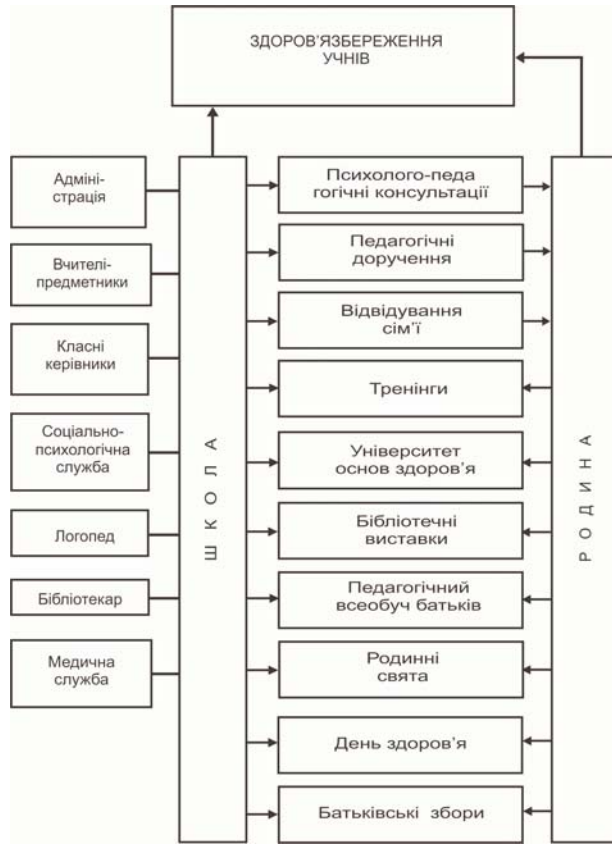 ЗДОРОВ’ЯЗБЕРЕЖЕННЯ
УЧНІВ
Адміні-
страція
Вчителі-
предметники
Класні
керівники
Соціально-
психологічна
служба
Логопед
Бібліотекар
Медична
служба
ШКОЛА
Психолого-педа
гогічні консультації
Педагогічні
доручення
Відвідування
сім’ї
Тренінги
Університет
основ здоров’я
Бібліотечні
виставки
Педагогічний
всеобуч батьків
Родинні
свята
День здоров’я
Батьківські збори
РОДИНА